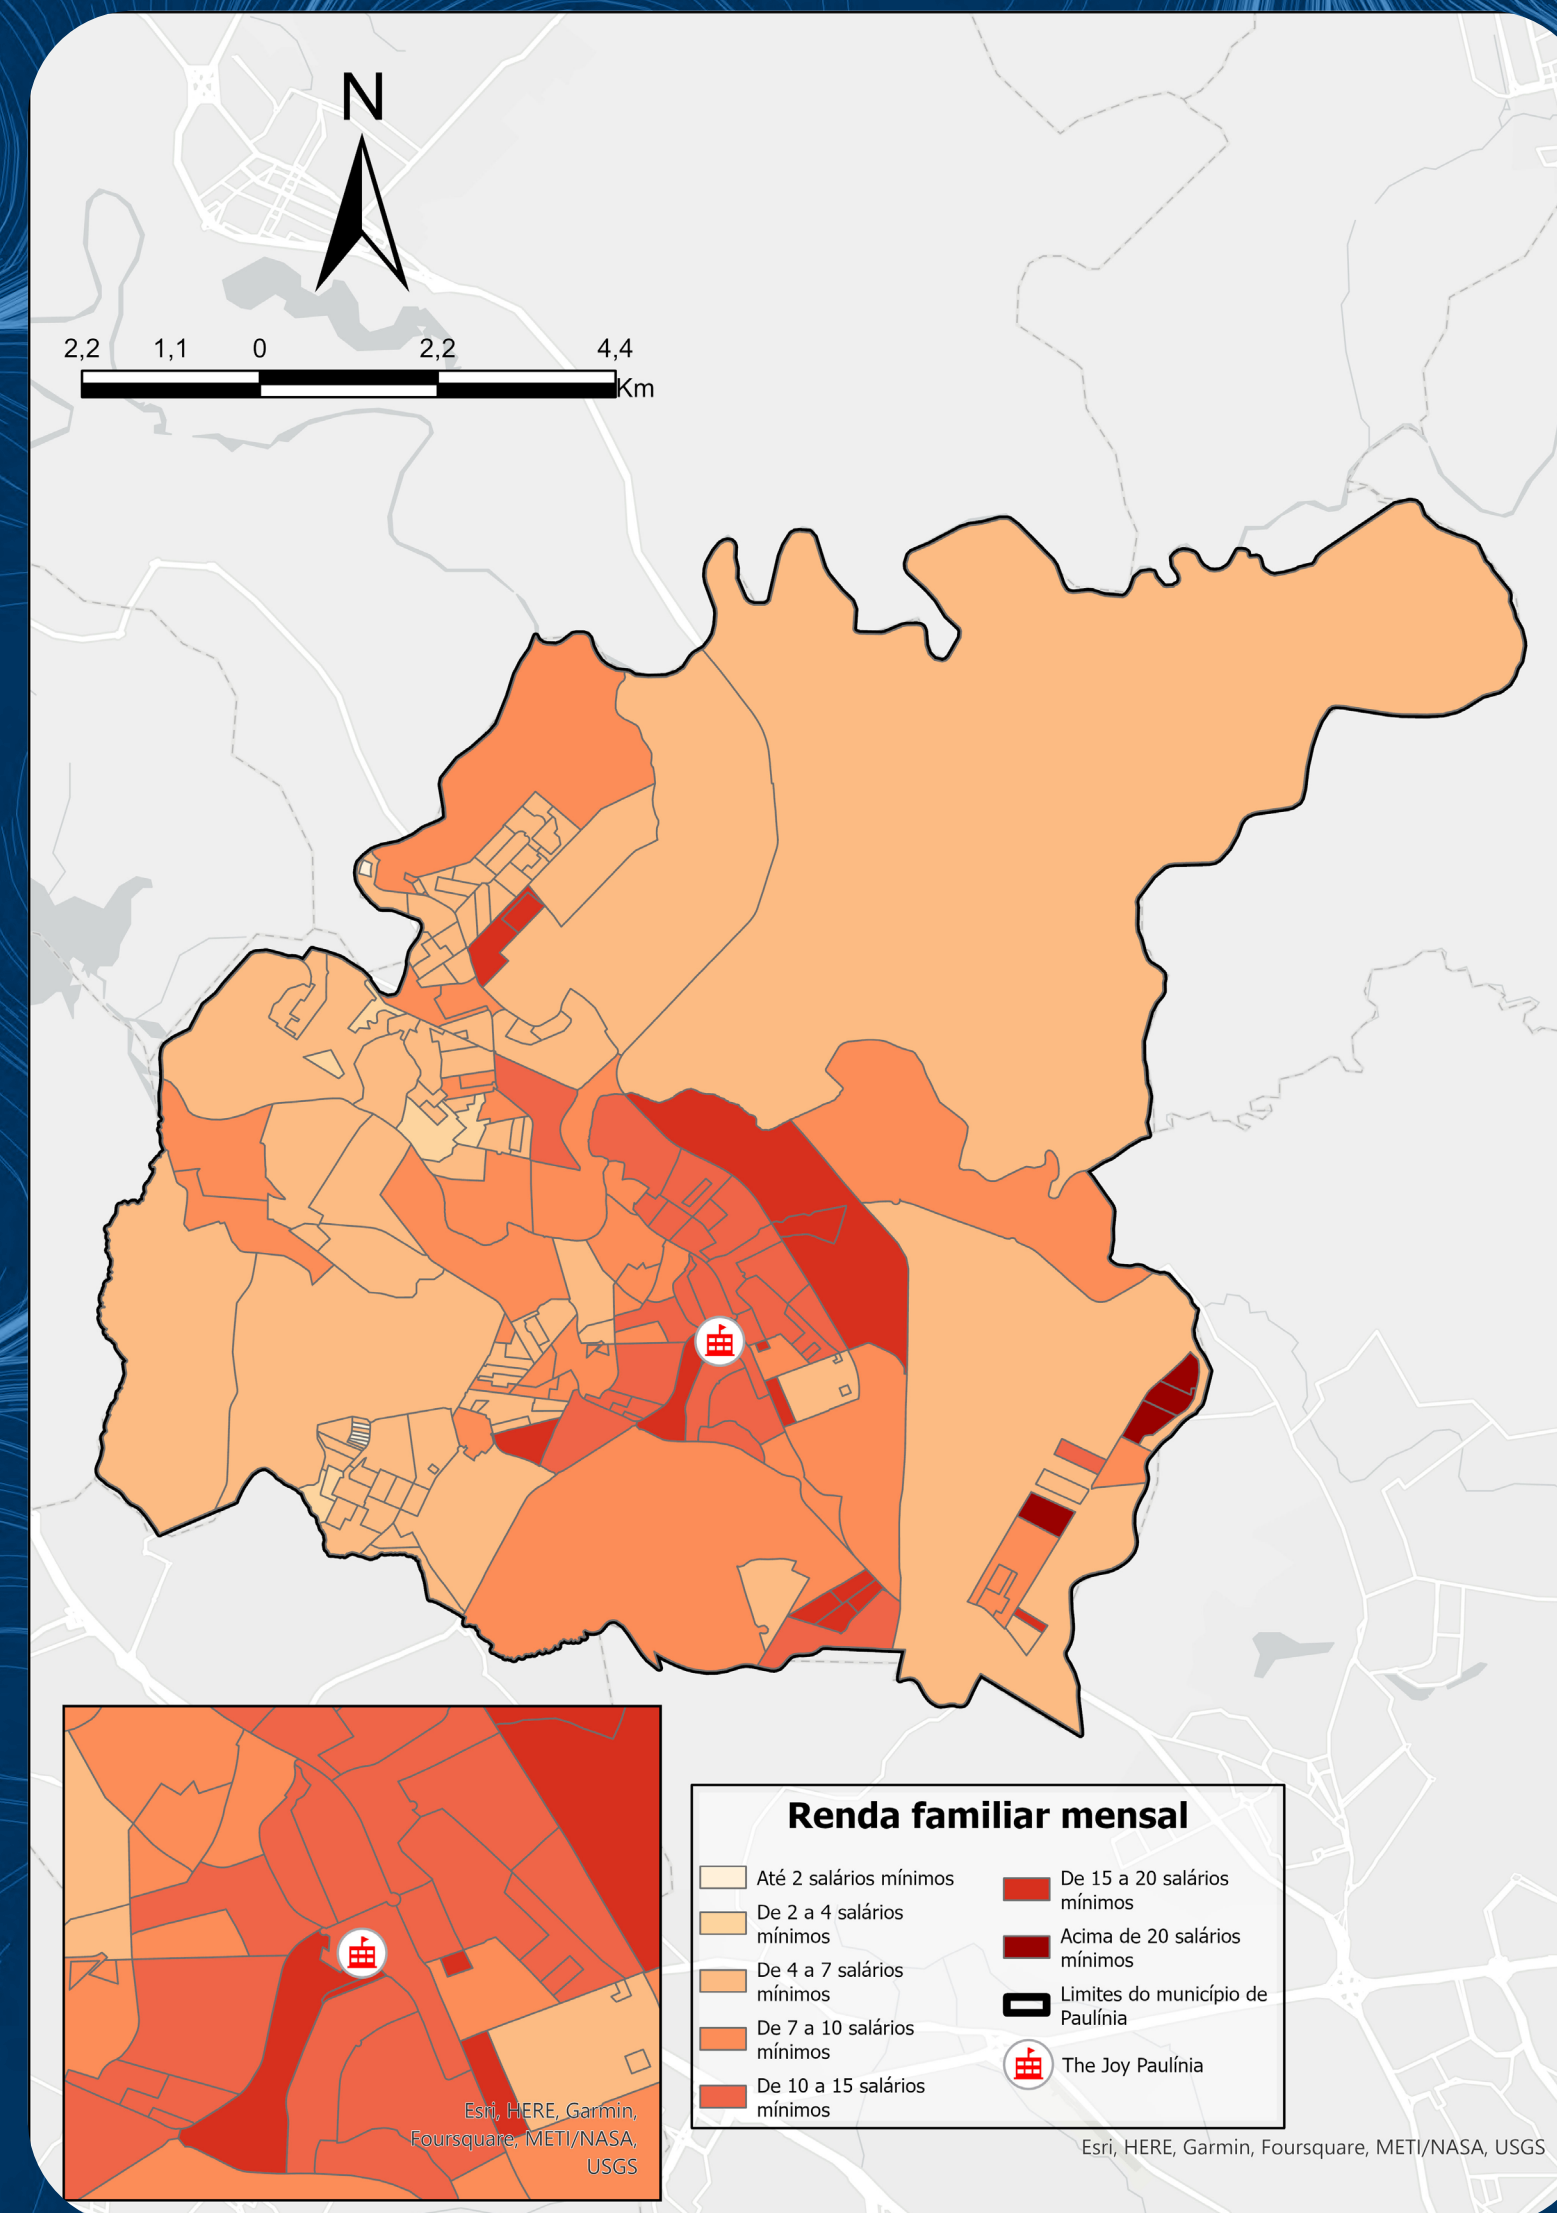 N
2,2 1,1 0 2,2 4,4
Km
Esri, HERE, Garmin,
Foursquare, METI/NASA,
USGS
Renda familiar mensal
Até 2 salários mínimos
De 2 a 4 salários
mínimos
De 4 a 7 salários
mínimos
De 7 a 10 salários
mínimos
De 10 a 15 salários
mínimos
De 15 a 20 salários
mínimos
Acima de 20 salários
mínimos
Limites do município de
Paulínia
The Joy Paulínia
Esri, HERE, Garmin, Foursquare, METI/NASA, USGS